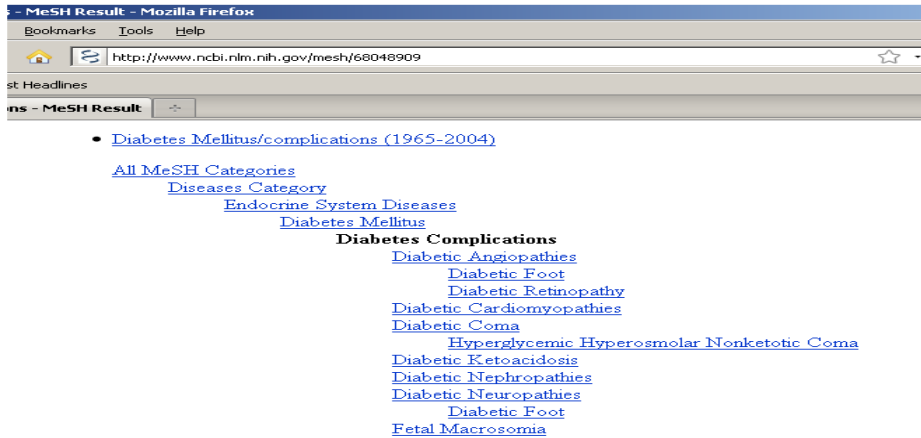 s - MeSH Result - Mozilla Firefox
Bookmarks Tools Help
http://www.ncbi.nlm.nih.gov/mesh/68048909
st Headlines
ons - MeSH Result
Diabetes Mellitus/complications (1965-2004)
All MeSH Categories
Diseases Category
Endocrine System Diseases
Diabetes Mellitus
Diabetes Complications
Diabetic Angiopathies
Diabetic Foot
Diabetic Retinopathy
Diabetic Cardiomyopathies
Diabetic Coma
Hyperglycemic Hyperosmolar Nonketotic Coma
Diabetic Ketoacidosis
Diabetic Nephropathies
Diabetic Neuropathies
Diabetic Foot
Fetal Macrosomia